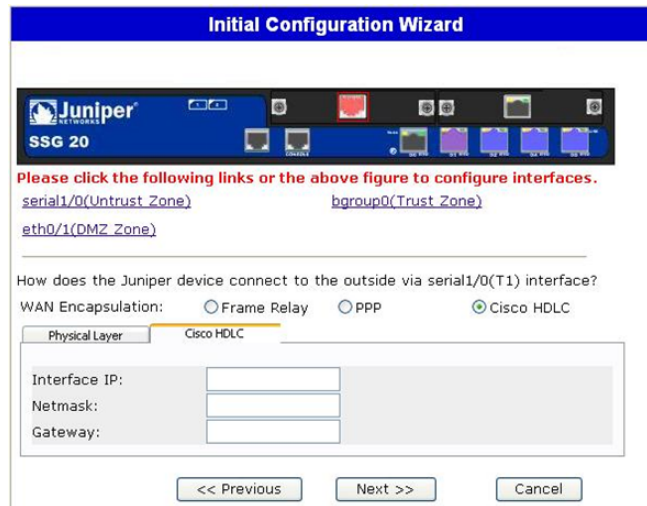 Initial Configuration Wizard
Juniper
NETWORKS
SSG 20
CONSOLE
Please click the following links or the above figure to configure interfaces.
serial1/0(Untrust Zone) bgroup0(Trust Zone)
eth0/1(DMZ Zone)
How does the Juniper device connect to the outside via serial1/0(T1) interface?
WAN Encapsulation: Frame Relay PPP Cisco HDLC
Physical Layer Cisco HDLC
Interface IP:
Netmask:
Gateway:
<< Previous Next >> Cancel